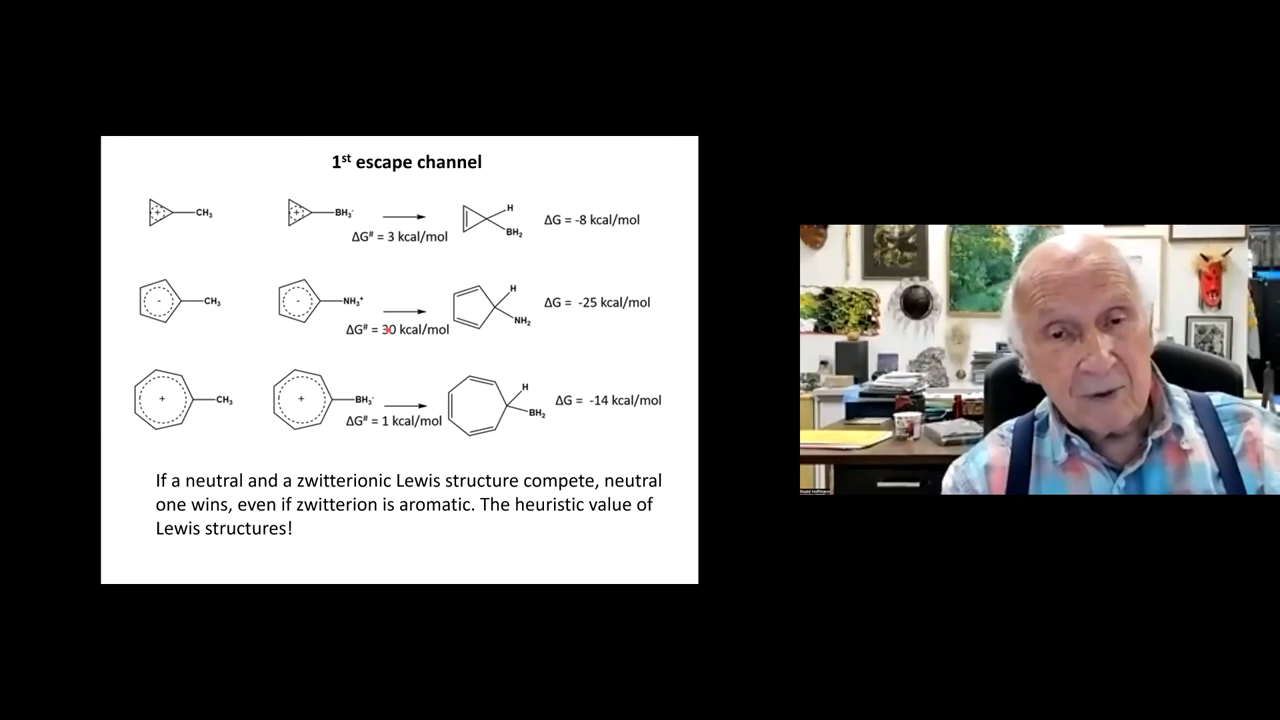 1st escape channel
+ CH3 + BH3- H BH2 ΔG = -8 kcal/mol
ΔG# = 3 kcal/mol
- CH3 - NH3+ H NH2 ΔG = -25 kcal/mol
ΔG# = 30 kcal/mol
+ CH3 + BH3- H BH2 ΔG = -14 kcal/mol
ΔG# = 1 kcal/mol
If a neutral and a zwitterionic Lewis structure compete, neutral
one wins, even if zwitterion is aromatic. The heuristic value of
Lewis structures!
Roald Hoffmann